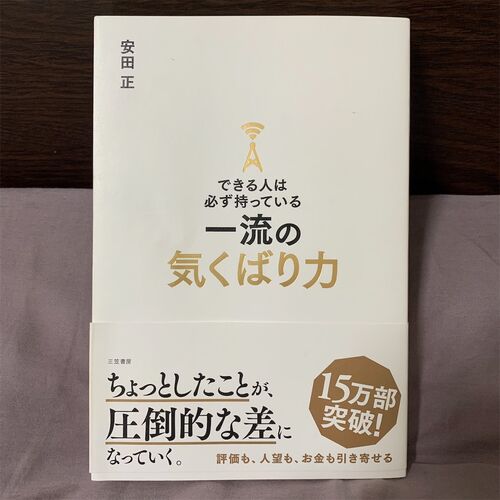 安田 正
できる人は
必ず持っている
一流の
気くばり力
三笠書房
ちょっとしたことが、
圧倒的な差に
なっていく。
15万部
突破!
評価も、人望も、お金も引き寄せる